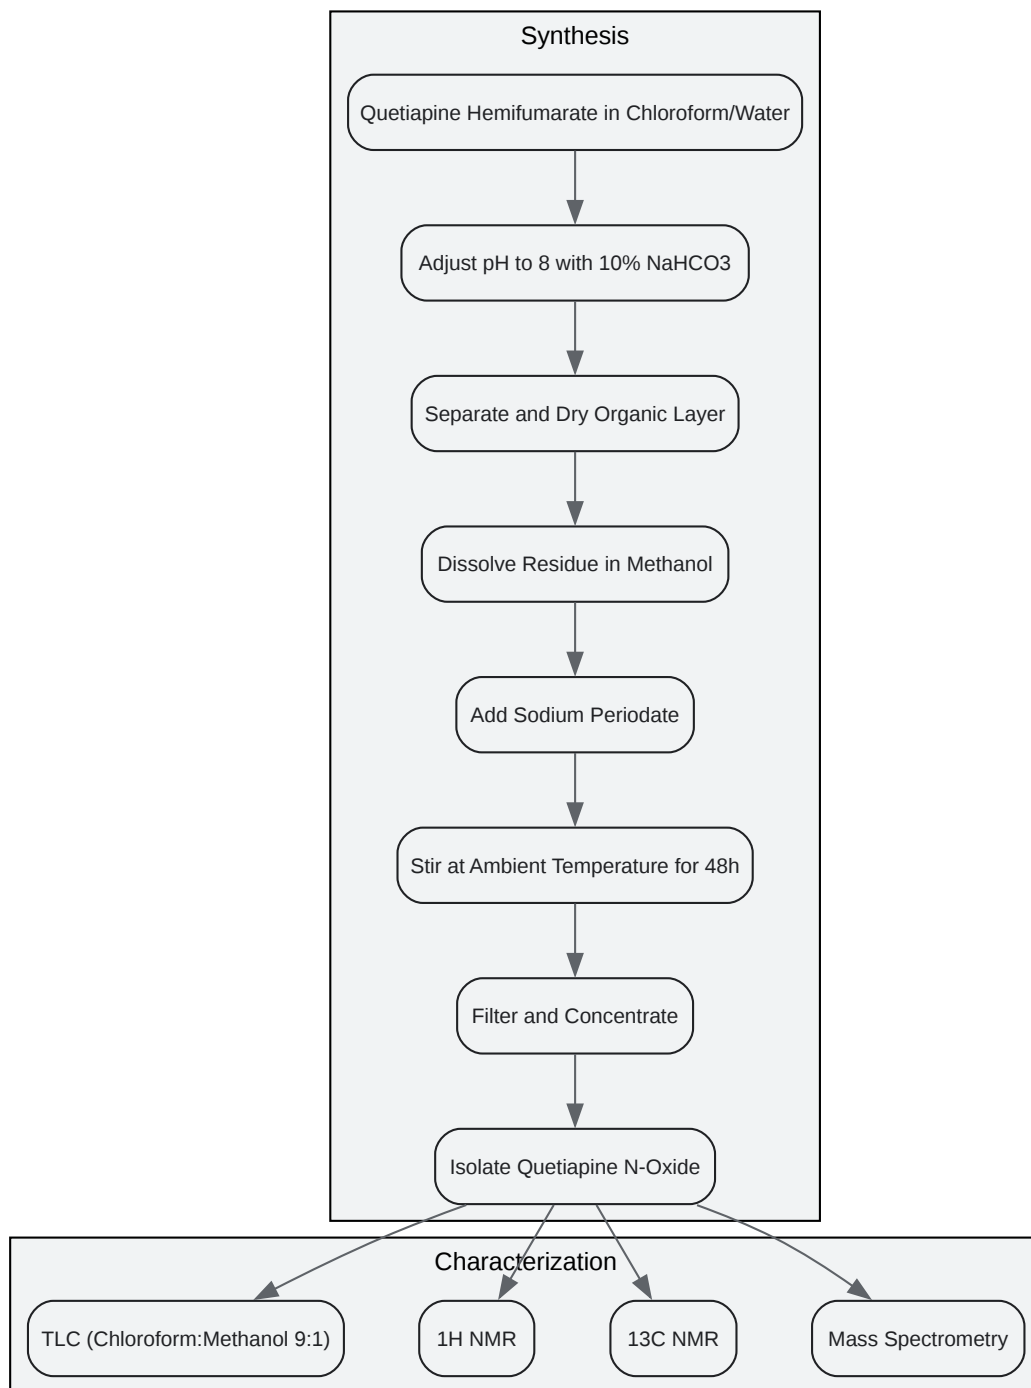 Synthesis
Quetiapine Hemifumarate in Chloroform/Water
Adjust pH to 8 with 10% NaHCO3
Separate and Dry Organic Layer
Dissolve Residue in Methanol
Add Sodium Periodate
Stir at Ambient Temperature for 48h
Filter and Concentrate
Isolate Quetiapine N-Oxide
Characterization
TLC (Chloroform:Methanol 9:1)
1H NMR
13C NMR
Mass Spectrometry